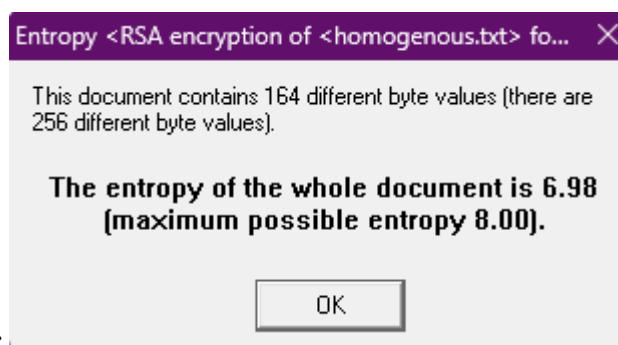 Entropy <RSA encryption of <homogenous.txt> fo...
This document contains 164 different byte values (there are
256 different byte values).
The entropy of the whole document is 6.98
(maximum possible entropy 8.00).
OK